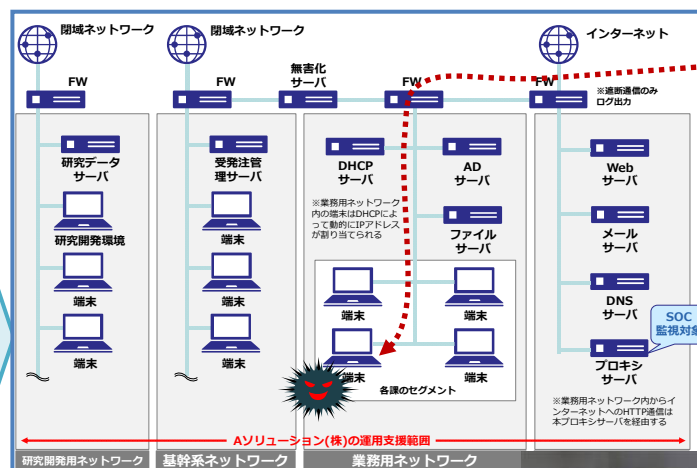 閉域ネットワーク
閉域ネットワーク
インターネット
FW
FW
無害化
サーバ
FW
FW
※遮断通信のみ
ログ出力
研究データ
サーバ
研究開発環境
端末
端末
受発注管
理サーバ
端末
端末
端末
DHCP
サーバ
AD
サーバ
※業務用ネットワーク
内の端末はDHCPによ
って動的にIPアドレス
が割り当てられる
ファイル
サーバ
端末
端末
端末
端末
各課のセグメント
Web
サーバ
メール
サーバ
DNS
サーバ
SOC
監視対象
プロキシ
サーバ
※業務用ネットワーク内から
インターネットへのHTTP通信は
本プロキシサーバを経由する
Aソリューション(株)の運用支援範囲
研究開発用ネットワーク
基幹系ネットワーク
業務用ネットワーク